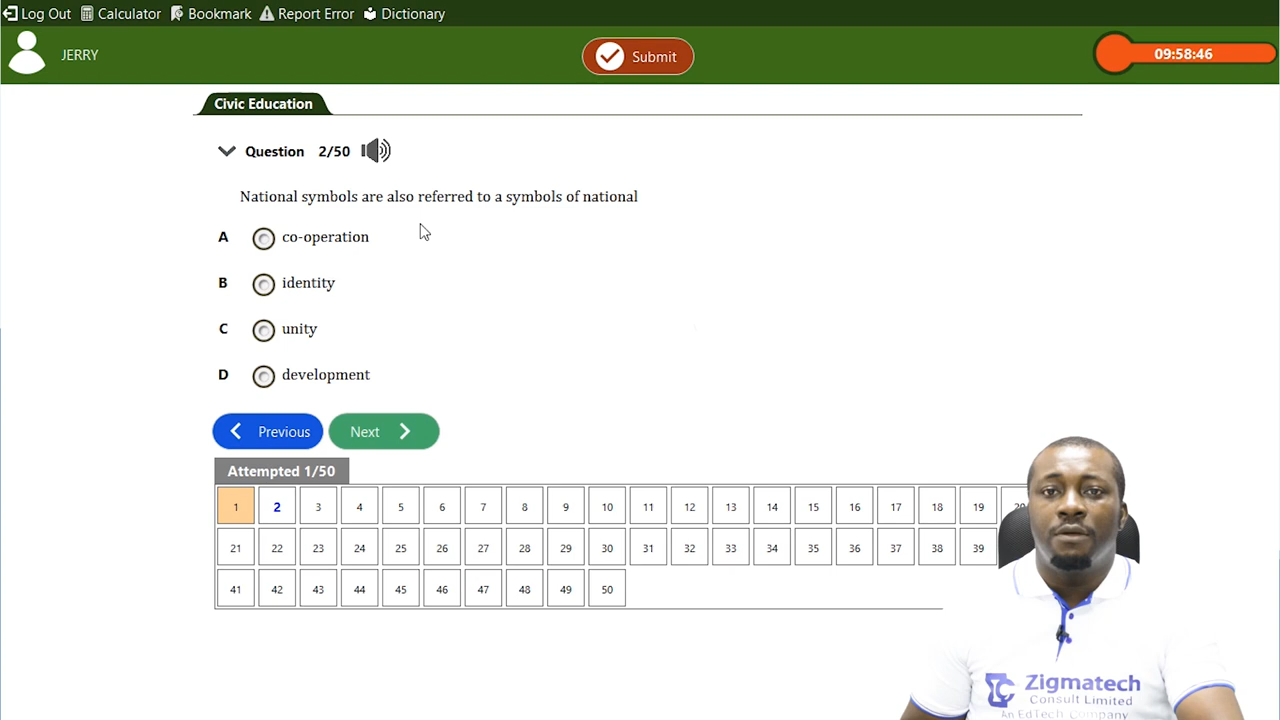 Log Out Calculator Bookmark Report Error Dictionary
JERRY
Submit
09:58:46
Civic Education
Question 2/50
National symbols are also referred to a symbols of national
A co-operation
B identity
C unity
D development
Previous Next
Attempted 1/50
1 2 3 4 5 6 7 8 9 10 11 12 13 14 15 16 17 18 19 20
21 22 23 24 25 26 27 28 29 30 31 32 33 34 35 36 37 38 39
41 42 43 44 45 46 47 48 49 50
Zigmatech
Consult Limited
An EdTech Company